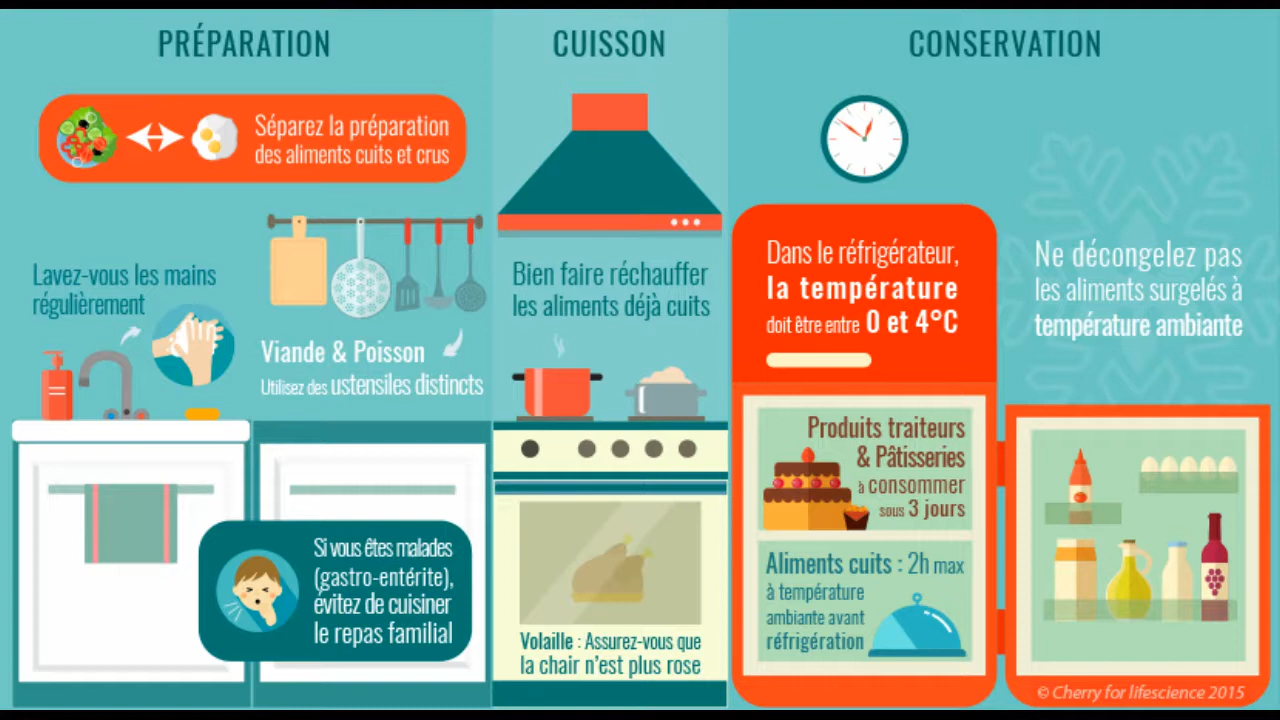 PRÉPARATION
Séparez la préparation
des aliments cuits et crus
Lavez-vous les mains
régulièrement
Viande & Poisson
Utilisez des ustensiles distincts
Si vous êtes malades
(gastro-entérite),
évitez de cuisiner
le repas familial
CUISSON
Bien faire réchauffer
les aliments déjà cuits
Volaille : Assurez-vous que
la chair n'est plus rose
CONSERVATION
Dans le réfrigérateur,
la température
doit être entre 0 et 4°C
Produits traiteurs
& Pâtisseries
à consommer
sous 3 jours
Aliments cuits : 2h max
à température
ambiante avant
réfrigération
Ne décongelez pas
les aliments surgelés à
température ambiante
© Cherry for lifescience 2015